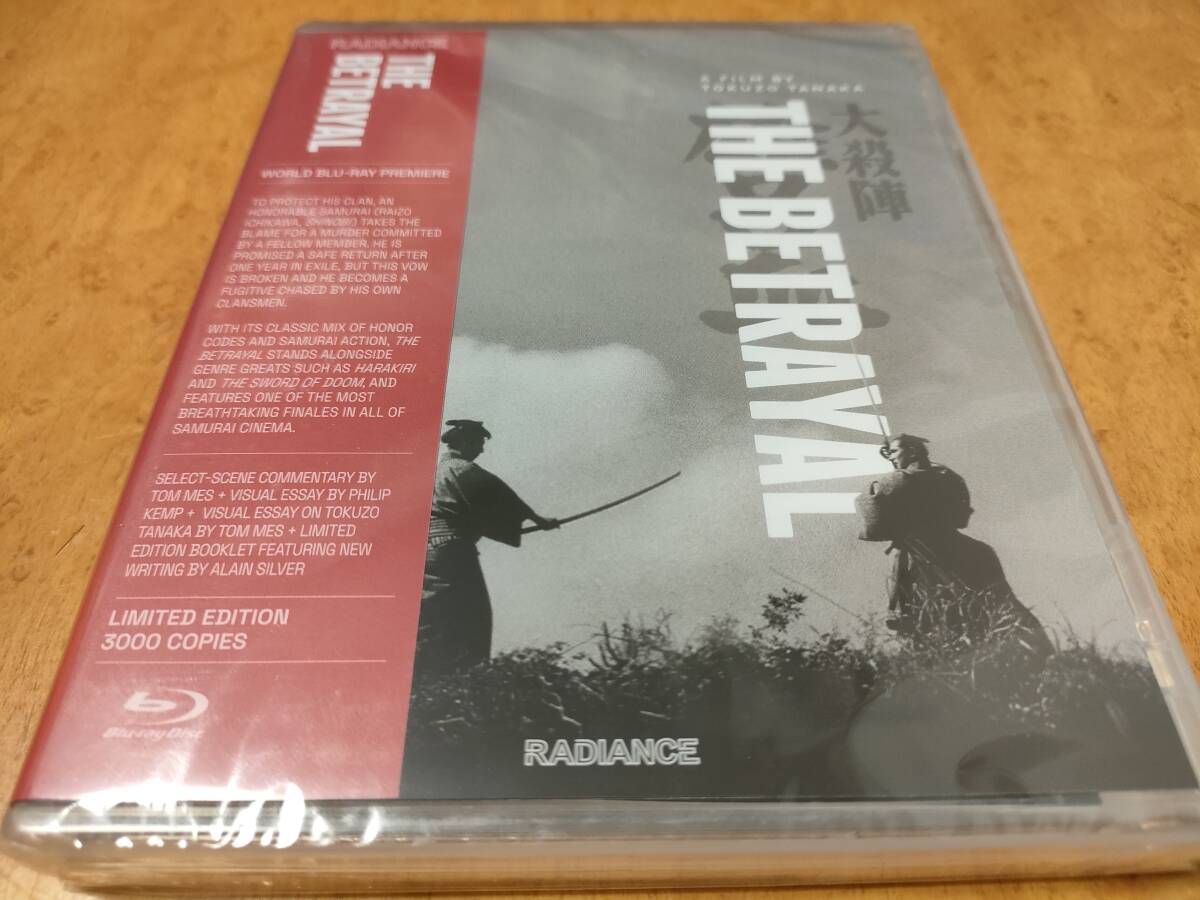 RADIANCE
THE
BETRAYAL
WORLD BLU-RAY PREMIERE
TO PROTECT HIS CLAN, AN
HONORABLE SAMURAI (RAIZO
ICHIKAWA, SHINOBI) TAKES THE
BLAME FOR A MURDER COMMITTED
BY A FELLOW MEMBER. HE IS
PROMISED A SAFE RETURN AFTER
ONE YEAR IN EXILE, BUT THIS VOW
IS BROKEN AND HE BECOMES A
FUGITIVE CHASED BY HIS OWN
CLANSMEN.
WITH ITS CLASSIC MIX OF HONOR
CODES AND SAMURAI ACTION, THE
BETRAYAL STANDS ALONGSIDE
GENRE GREATS SUCH AS HARAKIRI
AND THE SWORD OF DOOM, AND
FEATURES ONE OF THE MOST
BREATHTAKING FINALES IN ALL OF
SAMURAI CINEMA.
SELECT-SCENE COMMENTARY BY
TOM MES + VISUAL ESSAY BY PHILIP
KEMP + VISUAL ESSAY ON TOKUZO
TANAKA BY TOM MES + LIMITED
EDITION BOOKLET FEATURING NEW
WRITING BY ALAIN SILVER
LIMITED EDITION
3000 COPIES
Blu-ray Disc
A FILM BY
TOKUZO TANAKA
THE BETRAYAL
大殺陣
RADIANCE